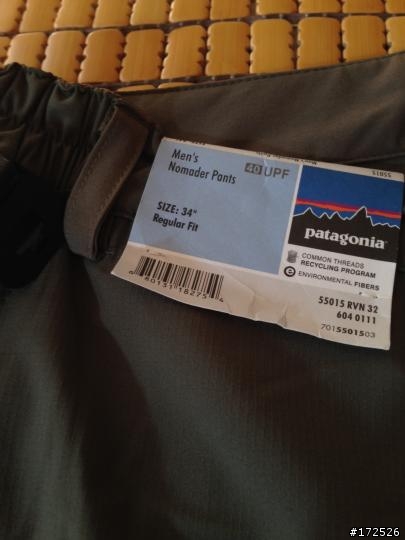 Men's
Nomader Pants
40 UPF
SIZE: 34"
Regular Fit
patagonia
COMMON THREADS
RECYCLING PROGRAM
e ENVIRONMENTAL FIBERS
55015 RVN 32
604 0111
7015501503
55015
#172526